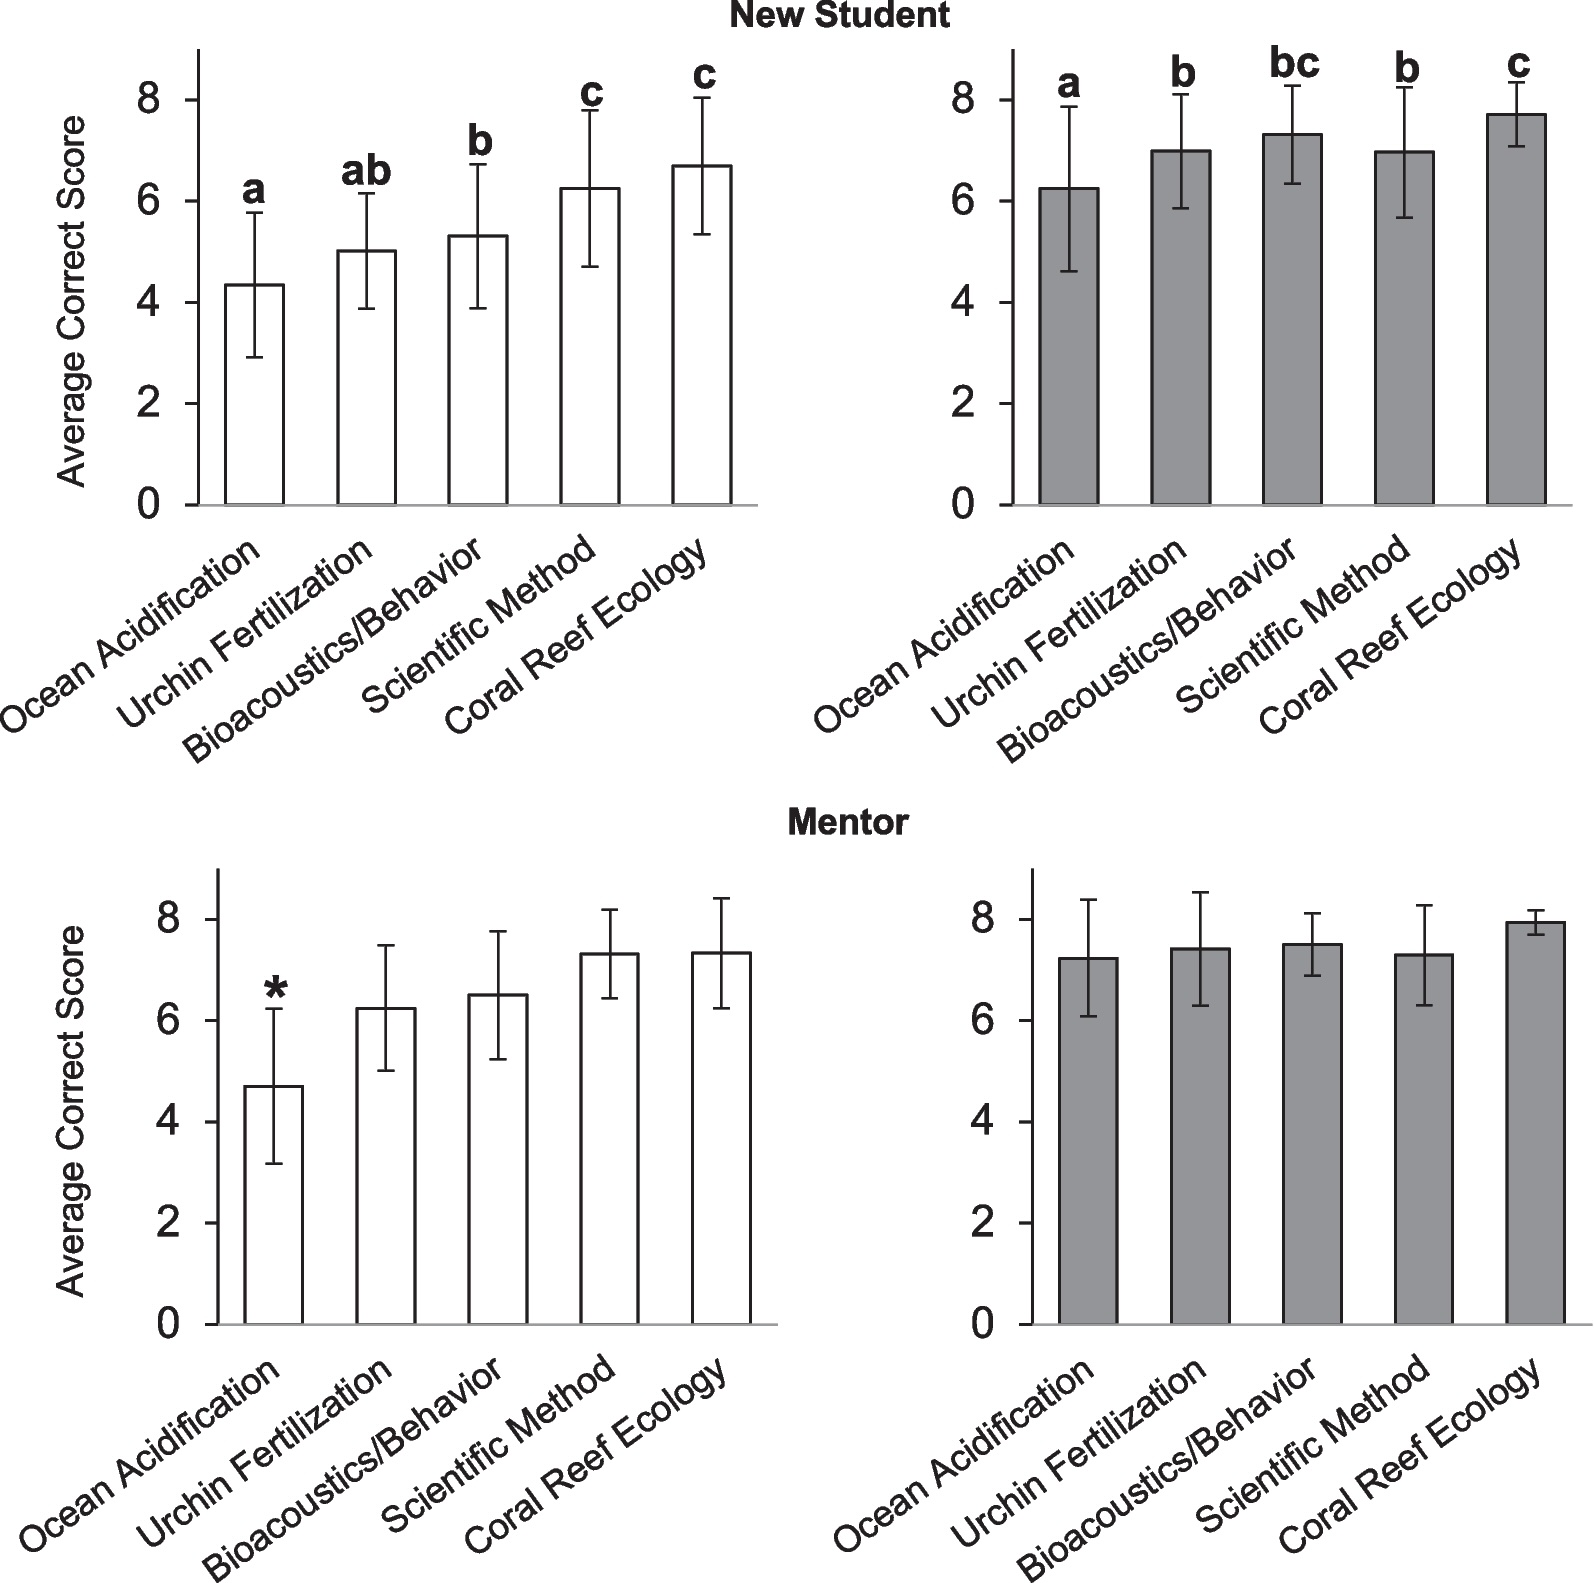 New Student
Average Correct Score
8
6
4
2
0
a
ab
b
c
c
Ocean Acidification
Urchin Fertilization
Bioacoustics/Behavior
Scientific Method
Coral Reef Ecology
8
6
4
2
0
a
b
bc
b
c
Ocean Acidification
Urchin Fertilization
Bioacoustics/Behavior
Scientific Method
Coral Reef Ecology
Mentor
Average Correct Score
8
6
4
2
0
*
Ocean Acidification
Urchin Fertilization
Bioacoustics/Behavior
Scientific Method
Coral Reef Ecology
8
6
4
2
0
Ocean Acidification
Urchin Fertilization
Bioacoustics/Behavior
Scientific Method
Coral Reef Ecology